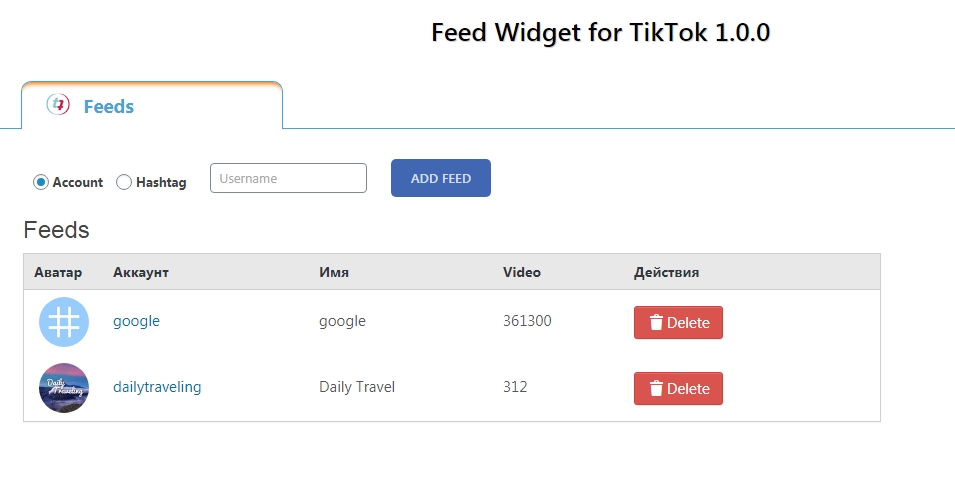 Feed Widget for TikTok 1.0.0
Feeds
Account Hashtag Username ADD FEED
Feeds
Аватар Аккаунт Имя Video Действия
google google 361300 Delete
Daily
Traveling
dailytraveling Daily Travel 312 Delete